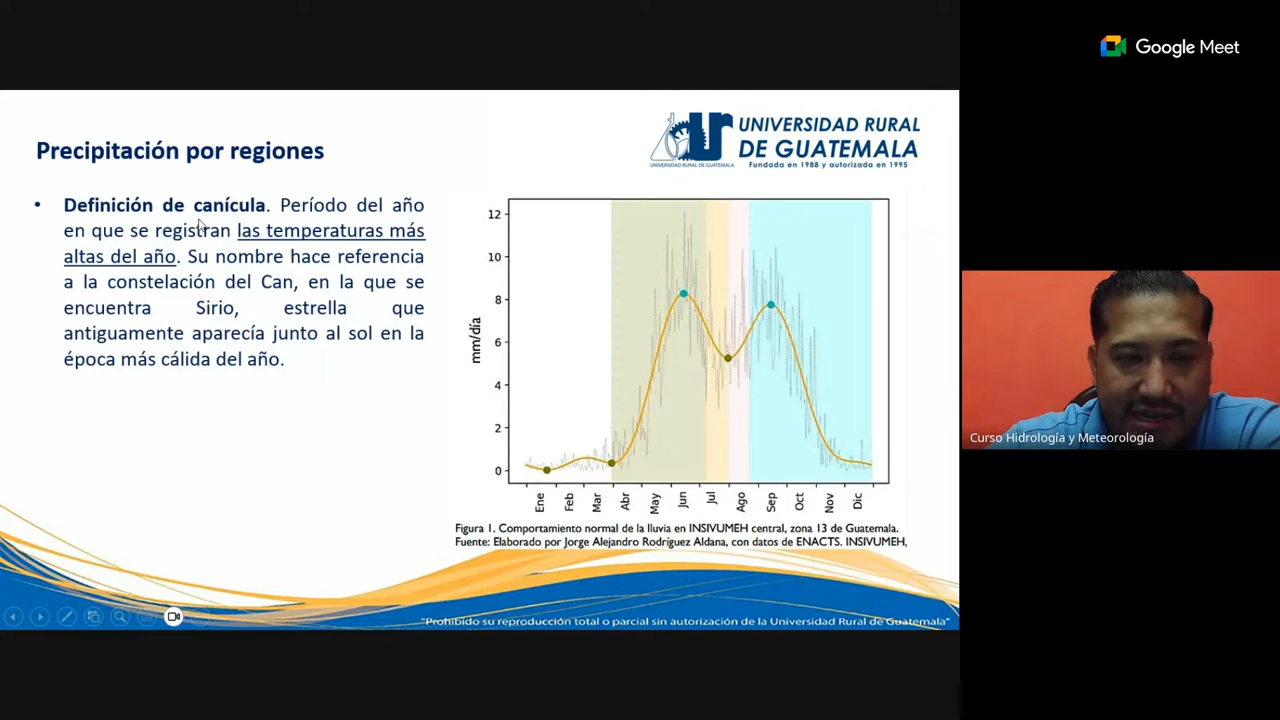 Google Meet
UNIVERSIDAD RURAL
DE GUATEMALA
Fundada en 1988 y autorizada en 1995
UNIVERSIDAD RURAL DE GUATEMALA
Precipitación por regiones
• Definición de canícula. Período del año
en que se registran las temperaturas más
altas del año. Su nombre hace referencia
a la constelación del Can, en la que se
encuentra Sirio, estrella que
antiguamente aparecía junto al sol en la
época más cálida del año.
mm/día
12
10
8
6
4
2
0
Ene Feb Mar Abr May Jun Jul Ago Sep Oct Nov Dic
Figura 1. Comportamiento normal de la lluvia en INSIVUMEH central, zona 13 de Guatemala.
Fuente: Elaborado por Jorge Alejandro Rodríguez Aldana, con datos de ENACTS. INSIVUMEH,
Curso Hidrología y Meteorología
"Prohibido su reproducción total o parcial sin autorización de la Universidad Rural de Guatemala"